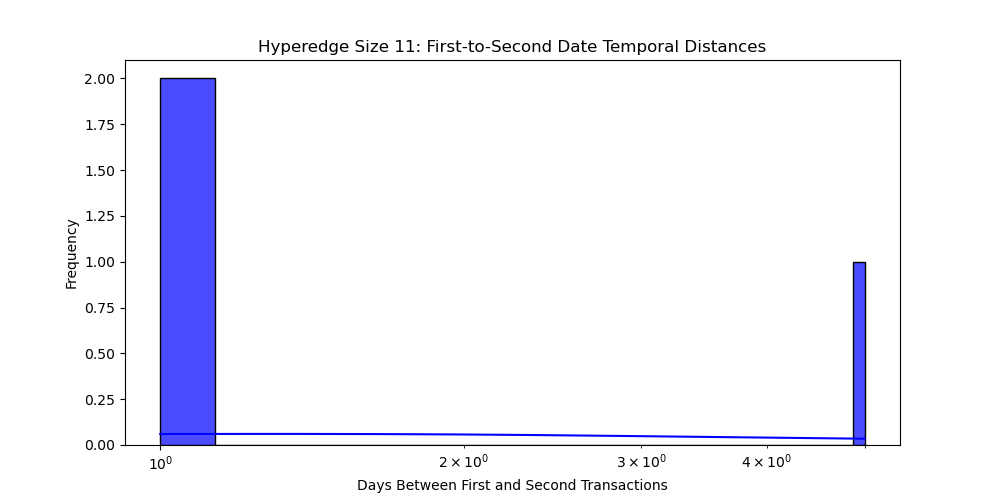 Hyperedge Size 11: First-to-Second Date Temporal Distances
Frequency
2.00
1.75
1.50
1.25
1.00
0.75
0.50
0.25
0.00
10⁰
2 × 10⁰
3 × 10⁰
4 × 10⁰
Days Between First and Second Transactions